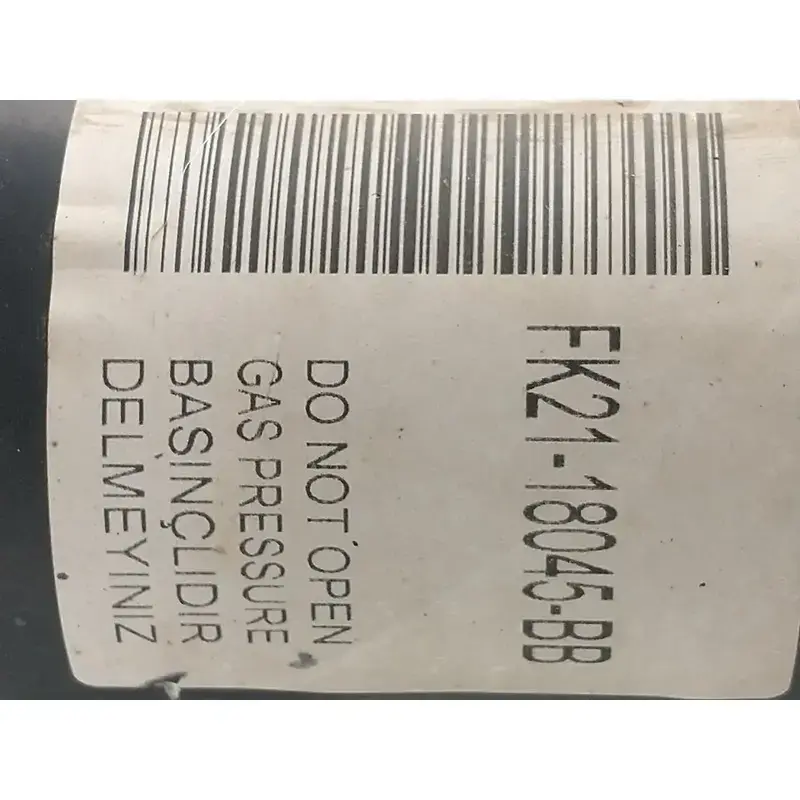 FK21-18045-BB
DO NOT OPEN
GAS PRESSURE
BASINÇLIDIR
DELMEYINIZ